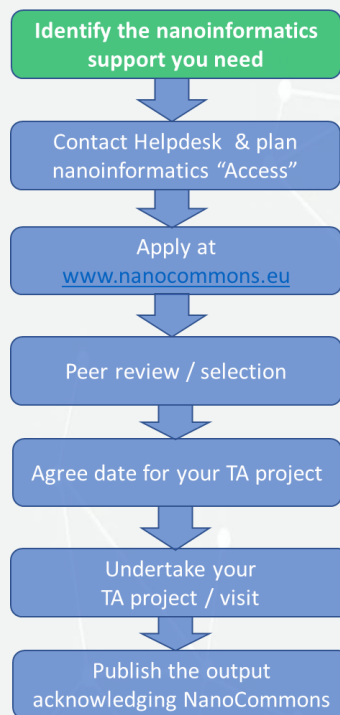 Identify the nanoinformatics
support you need
Contact Helpdesk & plan
nanoinformatics “Access”
Apply at
www.nanocommons.eu
Peer review / selection
Agree date for your TA project
Undertake your
TA project / visit
Publish the output
acknowledging NanoCommons